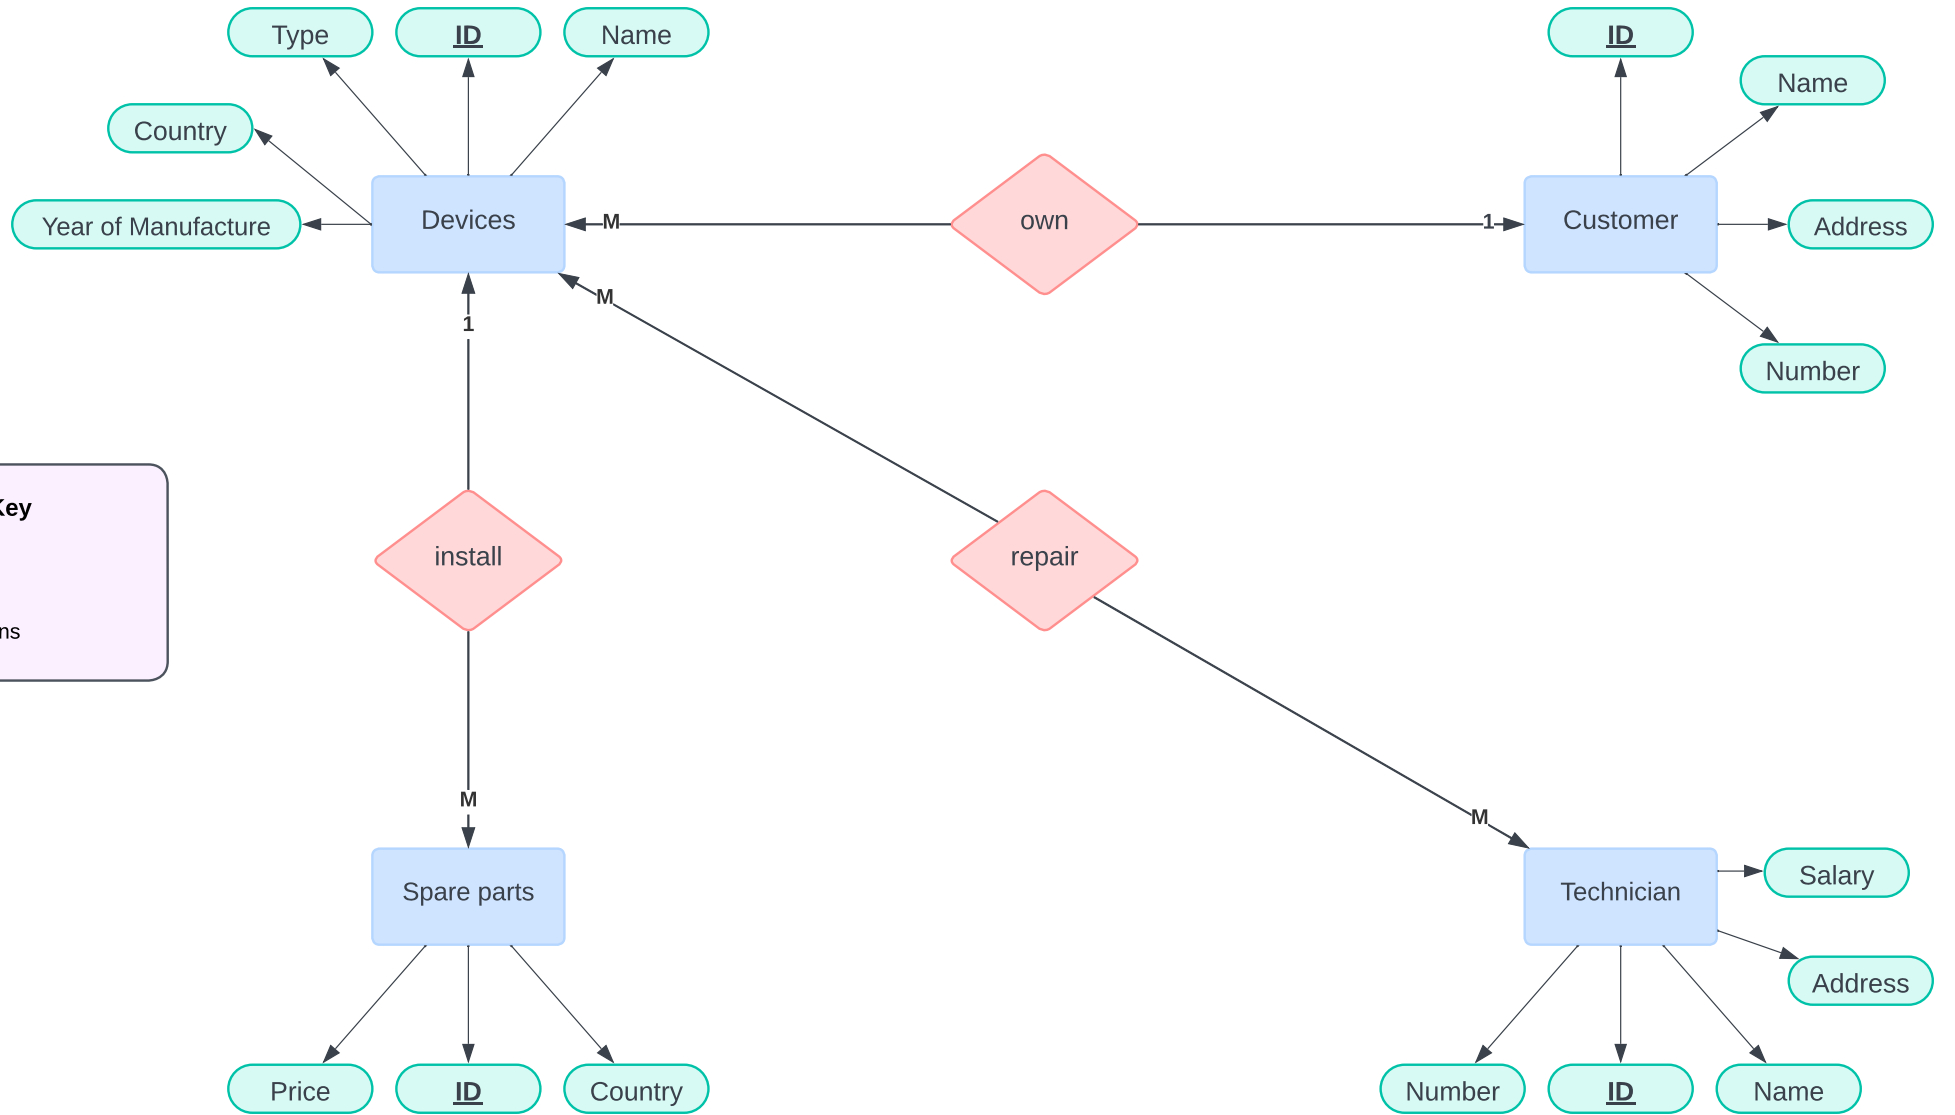 Type
ID
Name
ID
Name
Country
Year of Manufacture
Devices
M
own
1
Customer
Address
M
1
Number
Key
install
repair
ns
M
M
Spare parts
Technician
Salary
Address
Price
ID
Country
Number
ID
Name